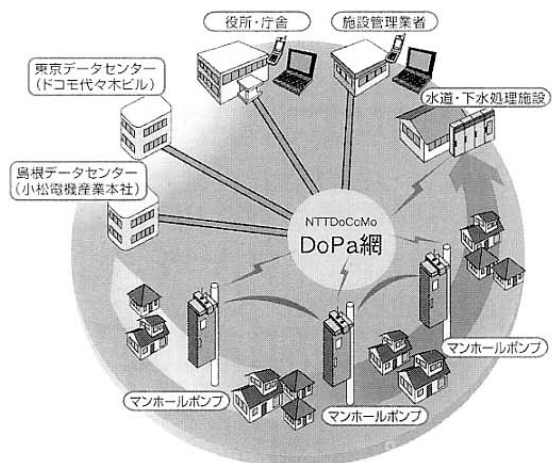 役所・庁舎
施設管理業者
東京データセンター
(ドコモ代々木ビル)
水道・下水処理施設
島根データセンター
(小松電機産業本社)
NTTDoCoMo
DoPa網
マンホールポンプ
マンホールポンプ
マンホールポンプ